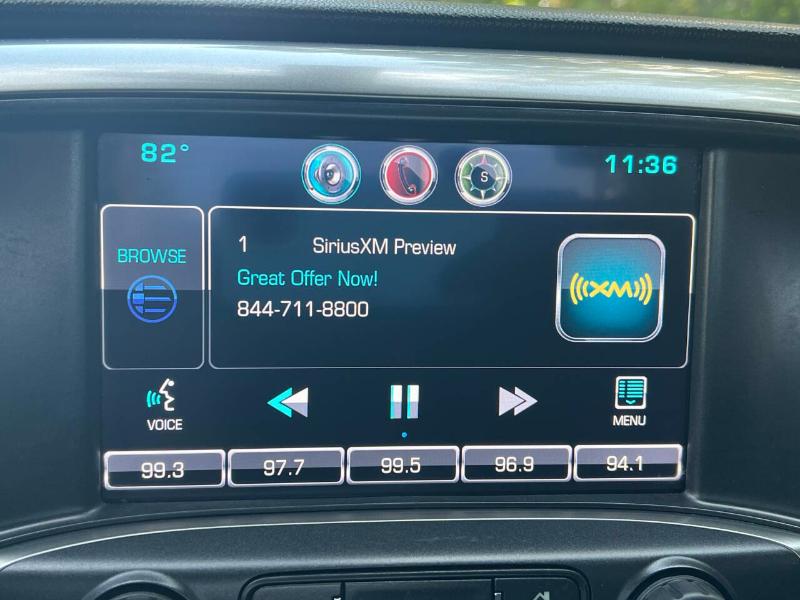 82° 11:36
S
BROWSE
1 SiriusXM Preview
Great Offer Now!
844-711-8800
((XM))
VOICE
MENU
99.3 97.7 99.5 96.9 94.1